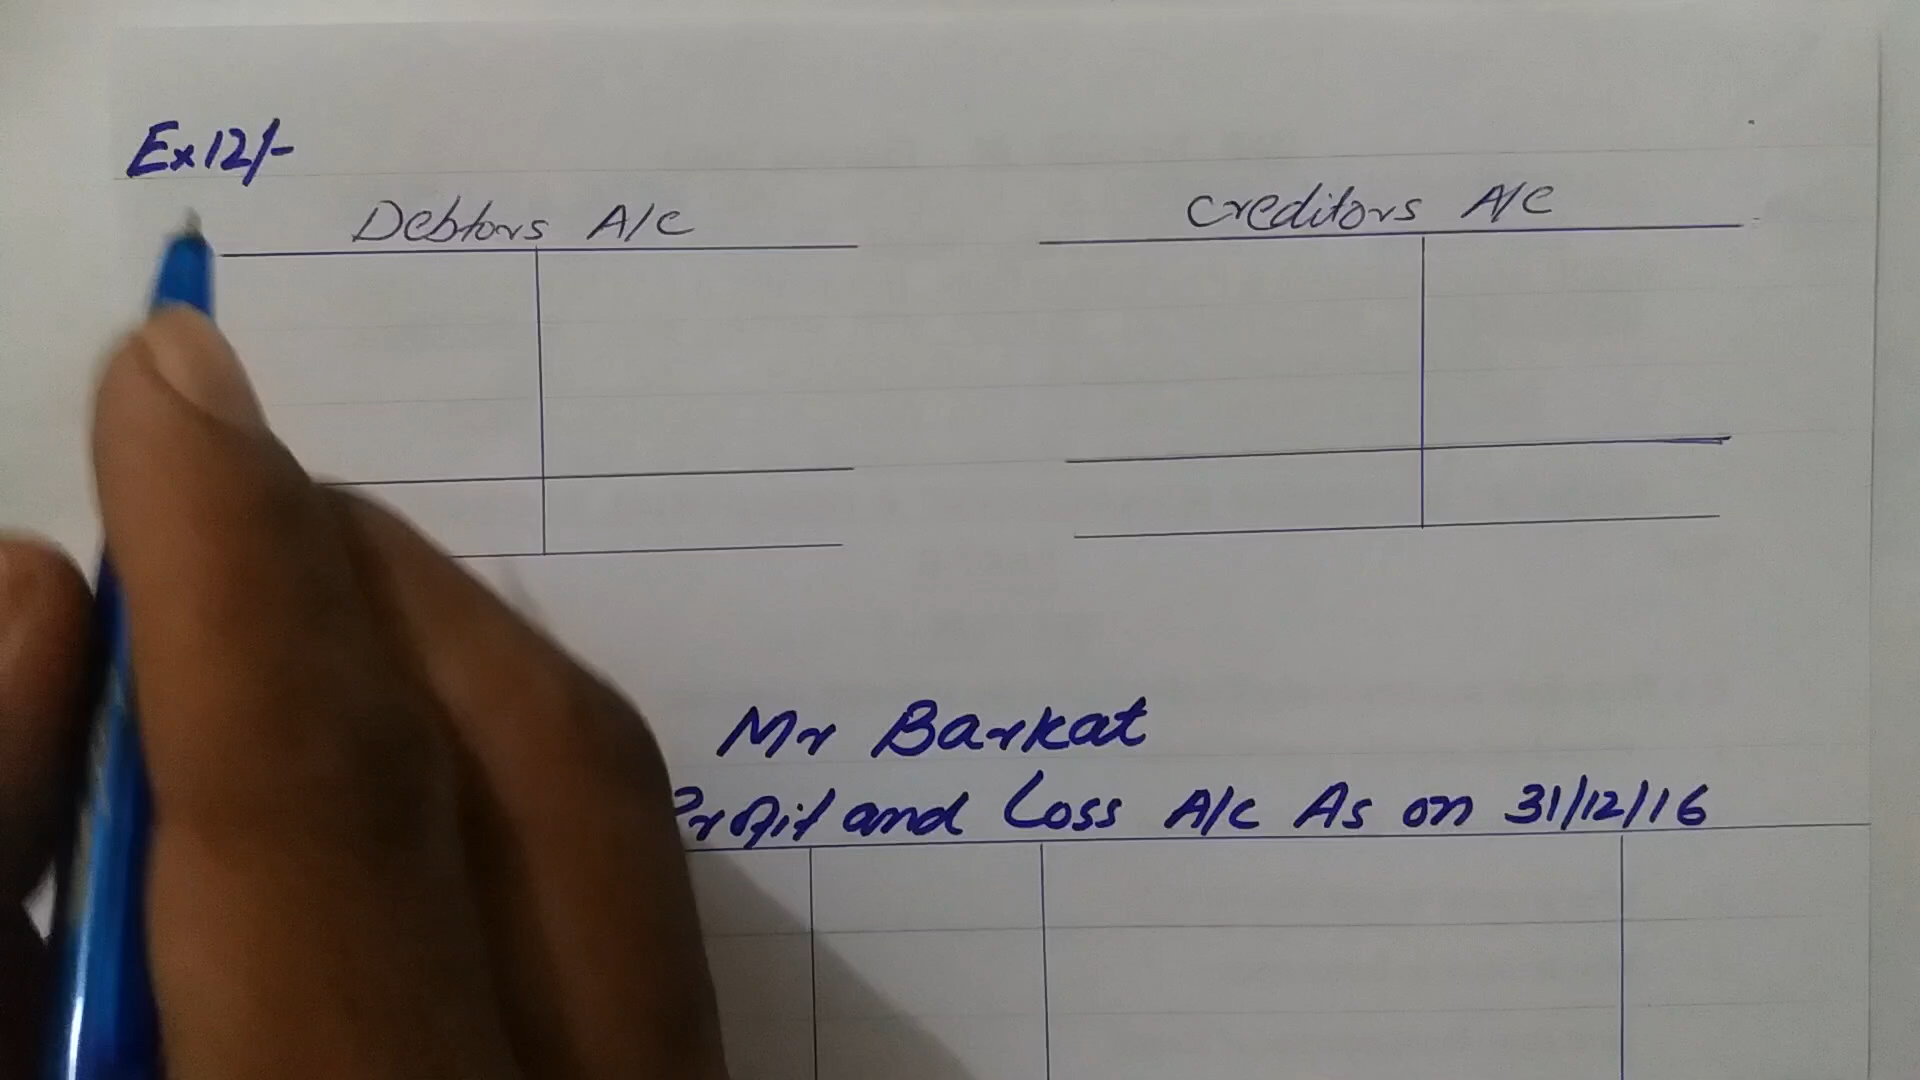 Ex12/-
Debtors A/C
Creditors A/C
Mr Barkat
Profit and Loss A/C As on 31/12/16